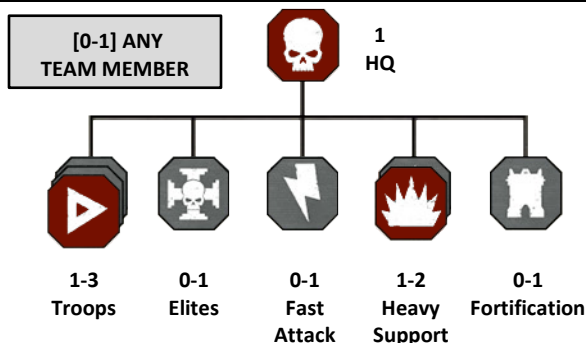 [0-1] ANY
TEAM MEMBER
1
HQ
1-3
Troops
0-1
Elites
0-1
Fast
Attack
1-2
Heavy
Support
0-1
Fortification